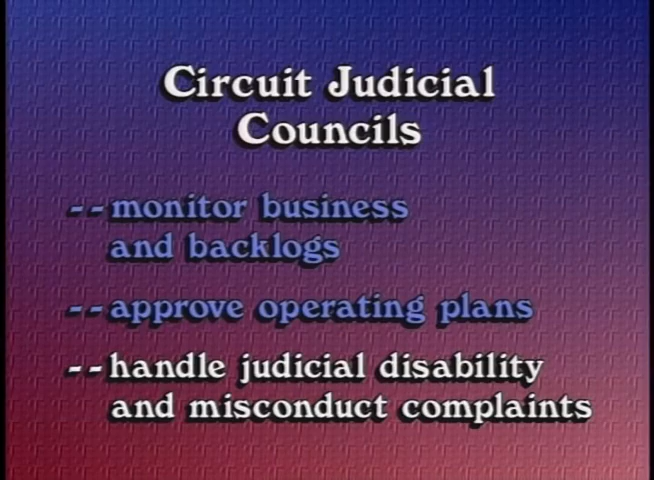 Circuit Judicial
Councils
--monitor business
and backlogs
--approve operating plans
--handle judicial disability
and misconduct complaints